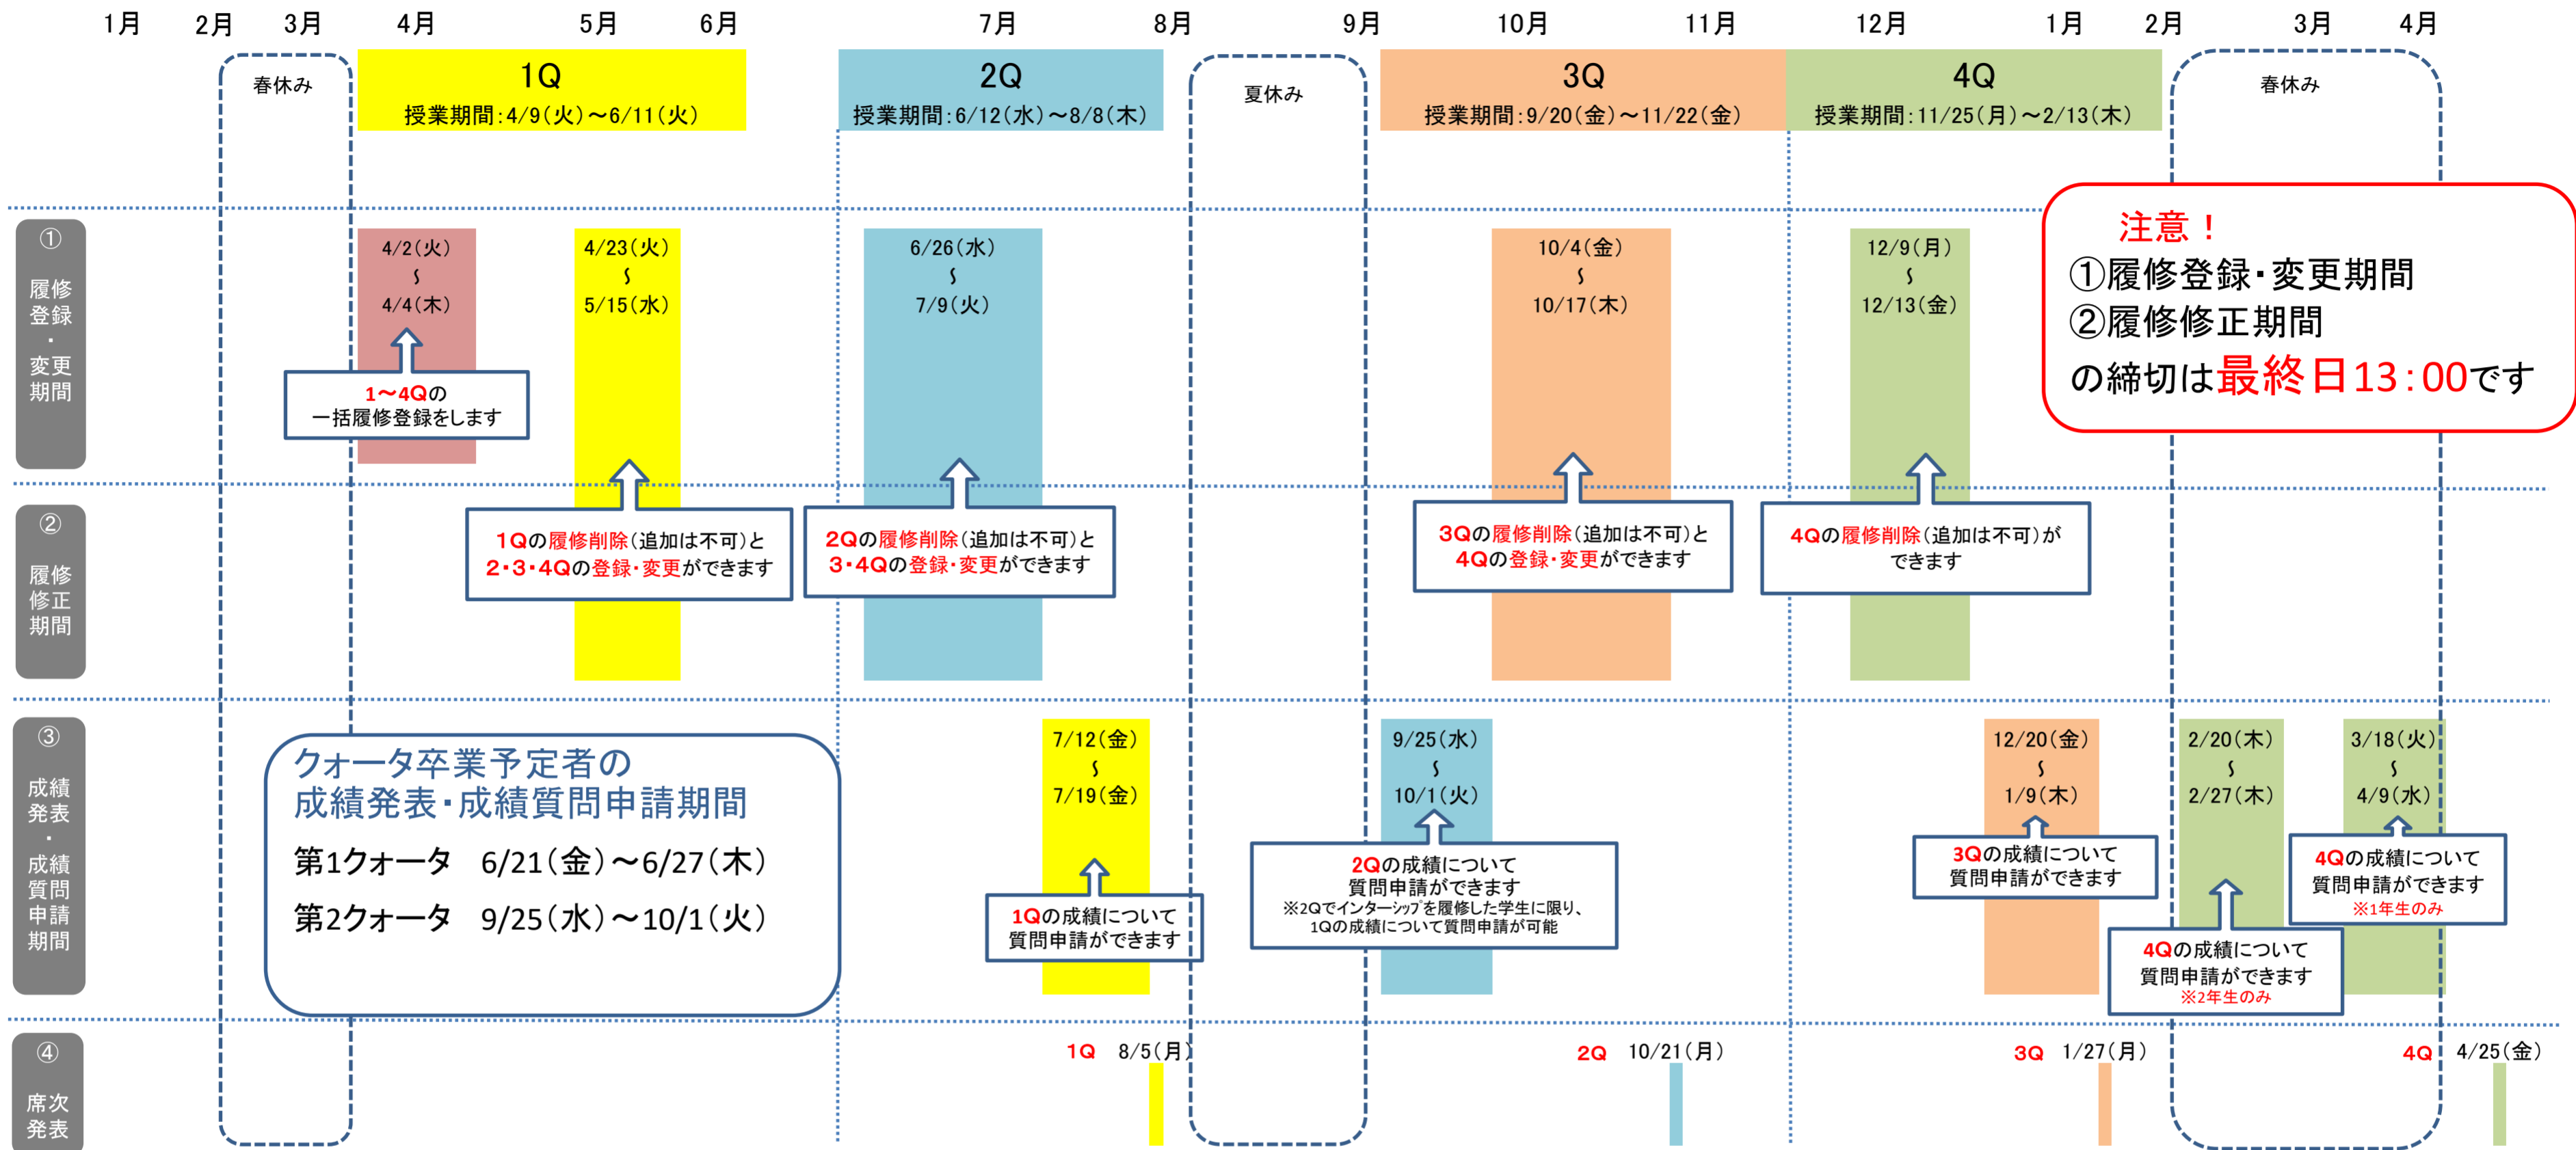 1月 2月 3月 4月 5月 6月 7月 8月 9月 10月 11月 12月 1月 2月 3月 4月
春休み
1Q
授業期間:4/9(火)～6/11(火)
2Q
授業期間:6/12(水)～8/8(木)
夏休み
3Q
授業期間:9/20(金)～11/22(金)
4Q
授業期間:11/25(月)～2/13(木)
春休み
①
履修
登録
・
変更
期間
4/2(火)
～
4/4(木)
1～4Qの
一括履修登録をします
4/23(火)
～
5/15(水)
6/26(水)
～
7/9(火)
10/4(金)
～
10/17(木)
12/9(月)
～
12/13(金)
注意！
①履修登録・変更期間
②履修修正期間
の締切は最終日13：00です
②
履修
修正
期間
1Qの履修削除(追加は不可)と
2・3・4Qの登録・変更ができます
2Qの履修削除(追加は不可)と
3・4Qの登録・変更ができます
3Qの履修削除(追加は不可)と
4Qの登録・変更ができます
4Qの履修削除(追加は不可)が
できます
③
成績
発表
・
成績
質問
申請
期間
クォータ卒業予定者の
成績発表・成績質問申請期間
第1クォータ 6/21(金)～6/27(木)
第2クォータ 9/25(水)～10/1(火)
7/12(金)
～
7/19(金)
1Qの成績について
質問申請ができます
9/25(水)
～
10/1(火)
2Qの成績について
質問申請ができます
※2Qでインターシップを履修した学生に限り、
1Qの成績について質問申請が可能
12/20(金)
～
1/9(木)
3Qの成績について
質問申請ができます
2/20(木)
～
2/27(木)
4Qの成績について
質問申請ができます
※2年生のみ
3/18(火)
～
4/9(水)
4Qの成績について
質問申請ができます
※1年生のみ
④
席次
発表
1Q 8/5(月)
2Q 10/21(月)
3Q 1/27(月)
4Q 4/25(金)